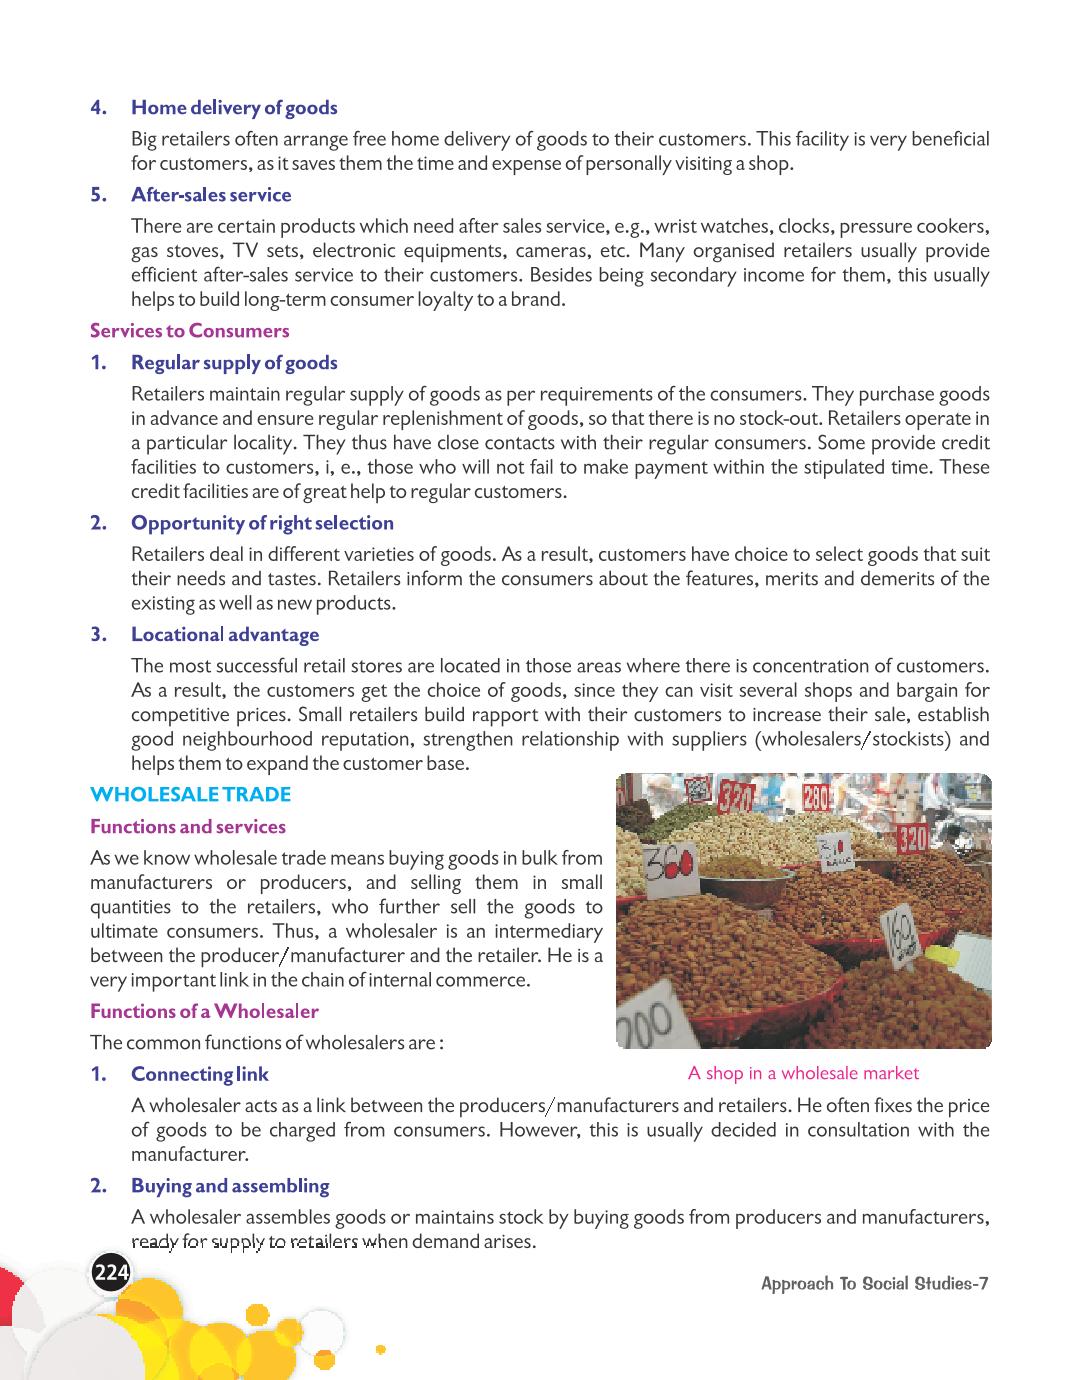 4. Home delivery of goods
Big retailers often arrange free home delivery of goods to their customers. This facility is very beneficial
for customers, as it saves them the time and expense of personally visiting a shop.
5. After-sales service
There are certain products which need after sales service, e.g., wrist watches, clocks, pressure cookers,
gas stoves, TV sets, electronic equipments, cameras, etc. Many organised retailers usually provide
efficient after-sales service to their customers. Besides being secondary income for them, this usually
helps to build long-term consumer loyalty to a brand.
Services to Consumers
1. Regular supply of goods
Retailers maintain regular supply of goods as per requirements of the consumers. They purchase goods
in advance and ensure regular replenishment of goods, so that there is no stock-out. Retailers operate in
a particular locality. They thus have close contacts with their regular consumers. Some provide credit
facilities to customers, i, e., those who will not fail to make payment within the stipulated time. These
credit facilities are of great help to regular customers.
2. Opportunity of right selection
Retailers deal in different varieties of goods. As a result, customers have choice to select goods that suit
their needs and tastes. Retailers inform the consumers about the features, merits and demerits of the
existing as well as new products.
3. Locational advantage
The most successful retail stores are located in those areas where there is concentration of customers.
As a result, the customers get the choice of goods, since they can visit several shops and bargain for
competitive prices. Small retailers build rapport with their customers to increase their sale, establish
good neighbourhood reputation, strengthen relationship with suppliers (wholesalers/stockists) and
helps them to expand the customer base.
WHOLESALE TRADE
Functions and services
As we know wholesale trade means buying goods in bulk from
manufacturers or producers, and selling them in small
quantities to the retailers, who further sell the goods to
ultimate consumers. Thus, a wholesaler is an intermediary
between the producer/manufacturer and the retailer. He is a
very important link in the chain of internal commerce.
320
280
320
360
310
160
200
A shop in a wholesale market
Functions of a Wholesaler
The common functions of wholesalers are :
1. Connecting link
A wholesaler acts as a link between the producers/manufacturers and retailers. He often fixes the price
of goods to be charged from consumers. However, this is usually decided in consultation with the
manufacturer.
2. Buying and assembling
A wholesaler assembles goods or maintains stock by buying goods from producers and manufacturers,
ready for supply to retailers when demand arises.
224
Approach To Social Studies-7